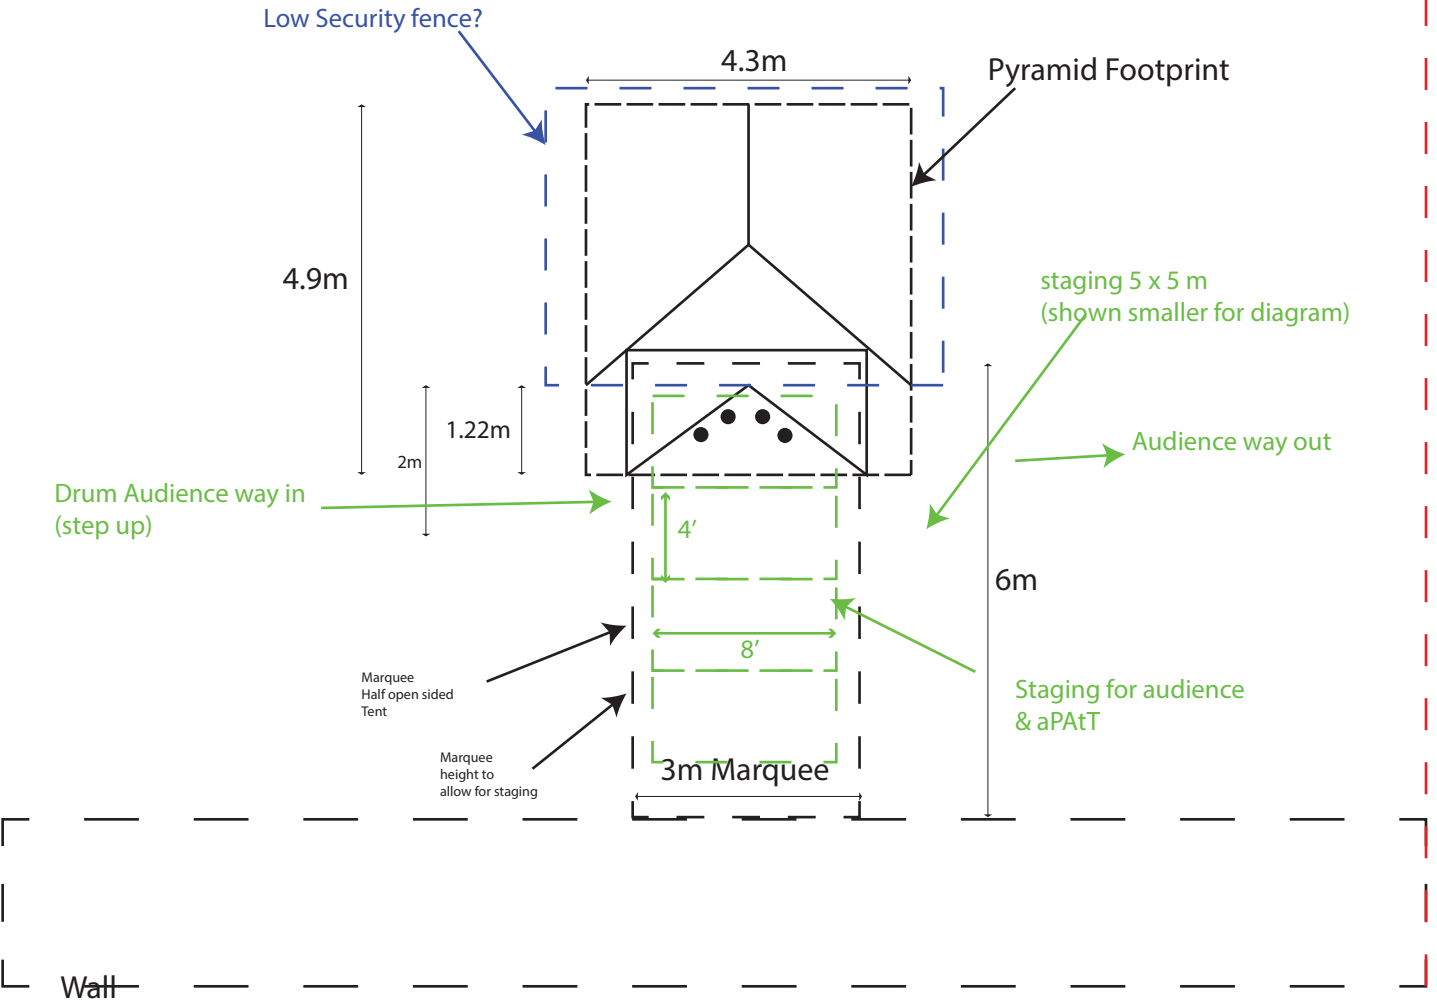 Low Security fence?
4.3m
Pyramid Footprint
4.9m
staging 5 x 5 m
(shown smaller for diagram)
1.22m
2m
Audience way out
Drum Audience way in
(step up)
4’
6m
8’
Marquee
Half open sided
Tent
Staging for audience
& aPAtT
Marquee
height to
allow for staging
3m Marquee
Wall